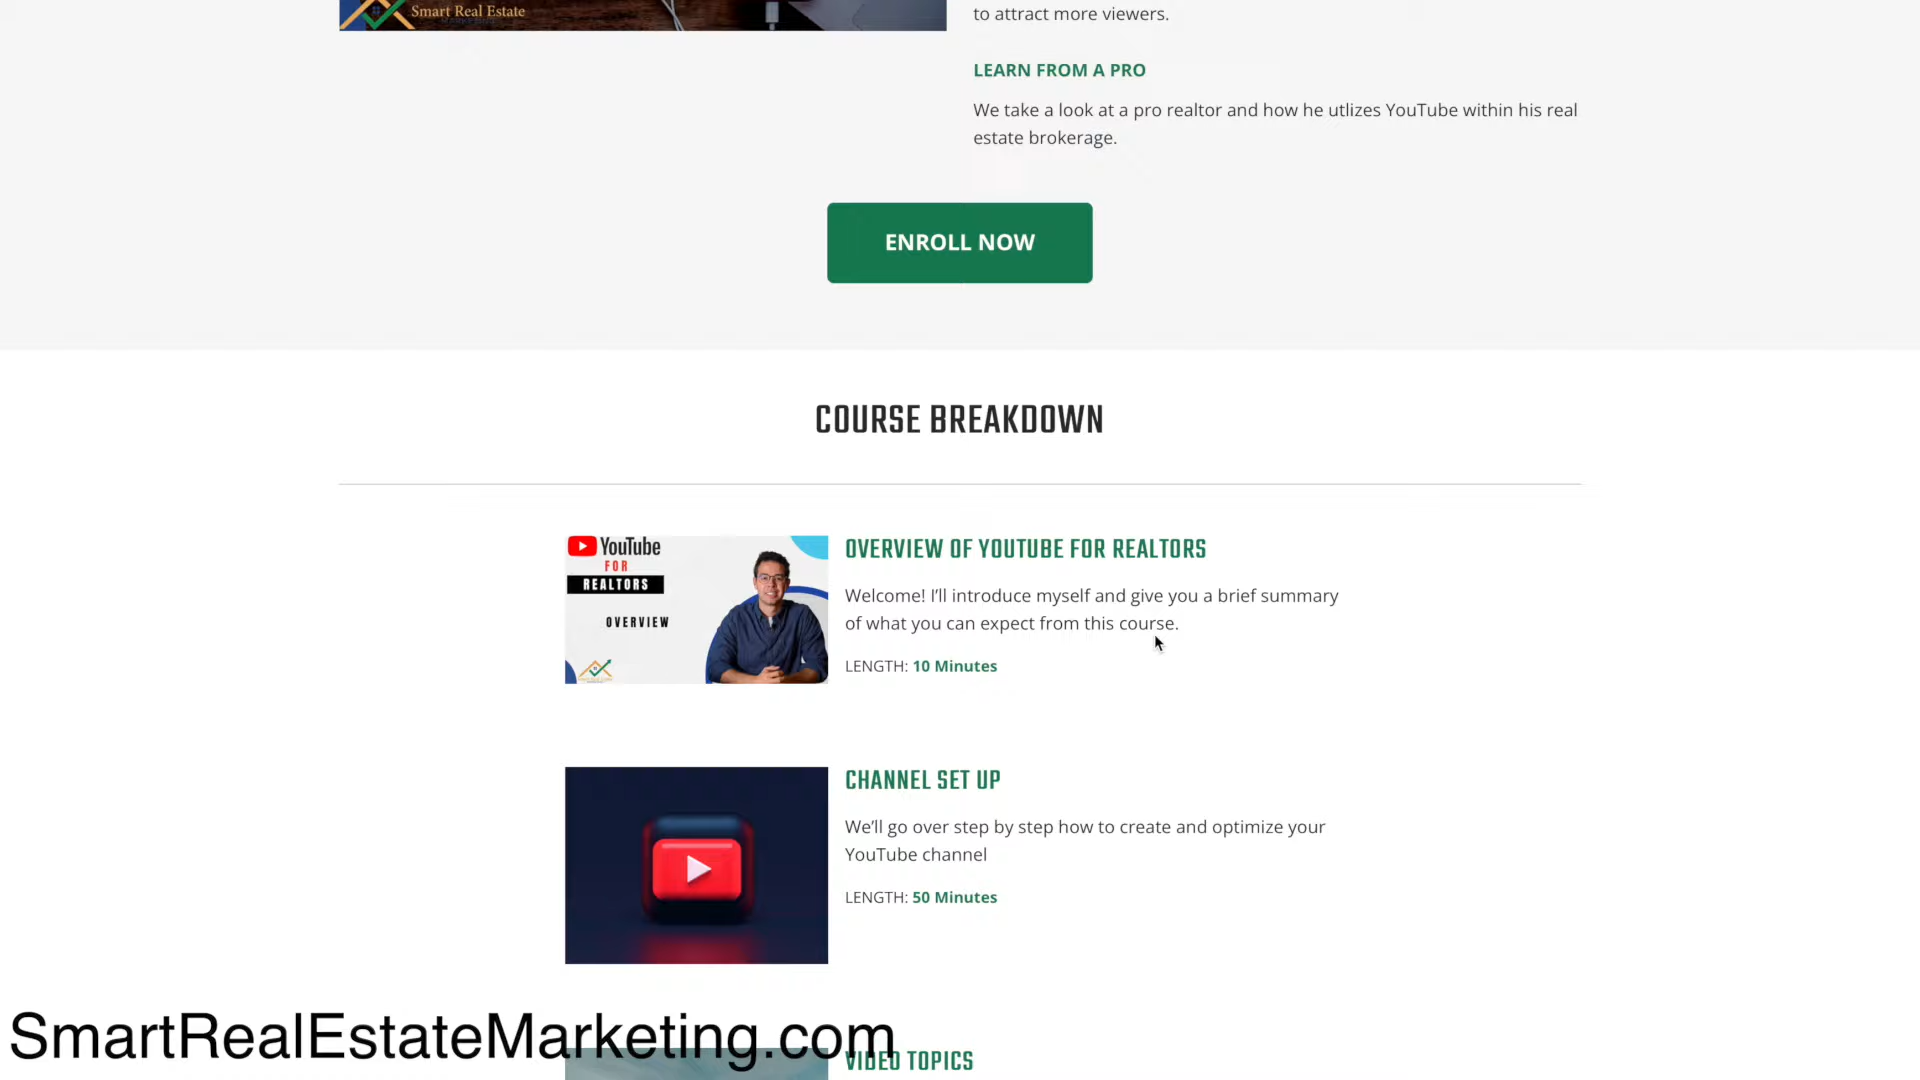 Smart Real Estate
to attract more viewers.
LEARN FROM A PRO
We take a look at a pro realtor and how he utlizes YouTube within his real
estate brokerage.
ENROLL NOW
COURSE BREAKDOWN
YouTube
FOR
REALTORS
OVERVIEW
OVERVIEW OF YOUTUBE FOR REALTORS
Welcome! I'll introduce myself and give you a brief summary
of what you can expect from this course.
LENGTH: 10 Minutes
CHANNEL SET UP
We'll go over step by step how to create and optimize your
YouTube channel
LENGTH: 50 Minutes
SmartRealEstateMarketing.com
VIDEO TOPICS